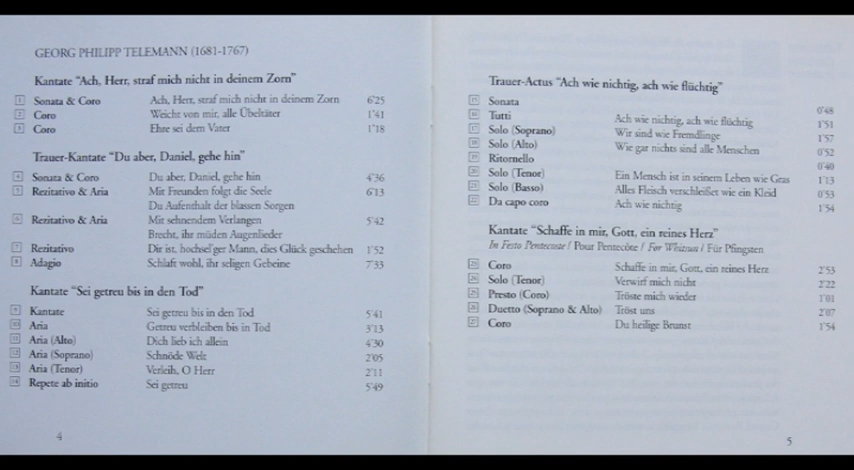 GEORG PHILIPP TELEMANN (1681-1767)
Kantate "Ach, Herr, straf mich nicht in deinem Zorn"
1 Sonata & Coro Ach, Herr, straf mich nicht in deinem Zorn 6'25
2 Coro Weicht von mir, alle Übeltäter 1'41
3 Coro Ehre sei dem Vater 1'18
Trauer-Kantate "Du aber, Daniel, gehe hin"
4 Sonata & Coro Du aber, Daniel, gehe hin 4'36
5 Rezitativo & Aria Mit Freunden folgt die Seele 6'13
Du Aufenthalt der blassen Sorgen
6 Rezitativo & Aria Mit sehnendem Verlangen 5'42
Brecht, ihr müden Augenlieder
7 Rezitativo Dir ist, hochsel'ger Mann, dies Glück geschehen 1'52
8 Adagio Schlaft wohl, ihr seligen Gebeine 7'33
Kantate "Sei getreu bis in den Tod"
9 Kantate Sei getreu bis in den Tod 5'41
10 Aria Getreu verbleiben bis in Tod 3'13
11 Aria (Alto) Dich lieb ich allein 4'30
12 Aria (Soprano) Schnöde Welt 2'05
13 Aria (Tenor) Verleih, O Herr 2'11
14 Repete ab initio Sei getreu 5'49
4
Trauer-Actus "Ach wie nichtig, ach wie flüchtig"
15 Sonata 0'48
16 Tutti Ach wie nichtig, ach wie flüchtig 1'51
17 Solo (Soprano) Wir sind wie Fremdlinge 1'57
18 Solo (Alto) Wie gar nichts sind alle Menschen 0'52
19 Ritornello 0'40
20 Solo (Tenor) Ein Mensch ist in seinem Leben wie Gras 1'13
21 Solo (Basso) Alles Fleisch verschleißet wie ein Kleid 0'53
22 Da capo coro Ach wie nichtig 1'54
Kantate "Schaffe in mir, Gott, ein reines Herz"
In Festo Pentecoste / Pour Pentecôte / For Whitsun / Für Pfingsten
23 Coro Schaffe in mir, Gott, ein reines Herz 2'53
24 Solo (Tenor) Verwirf mich nicht 2'22
25 Presto (Coro) Tröste mich wieder 1'01
26 Duetto (Soprano & Alto) Tröst uns 2'07
27 Coro Du heilige Brunst 1'54
5